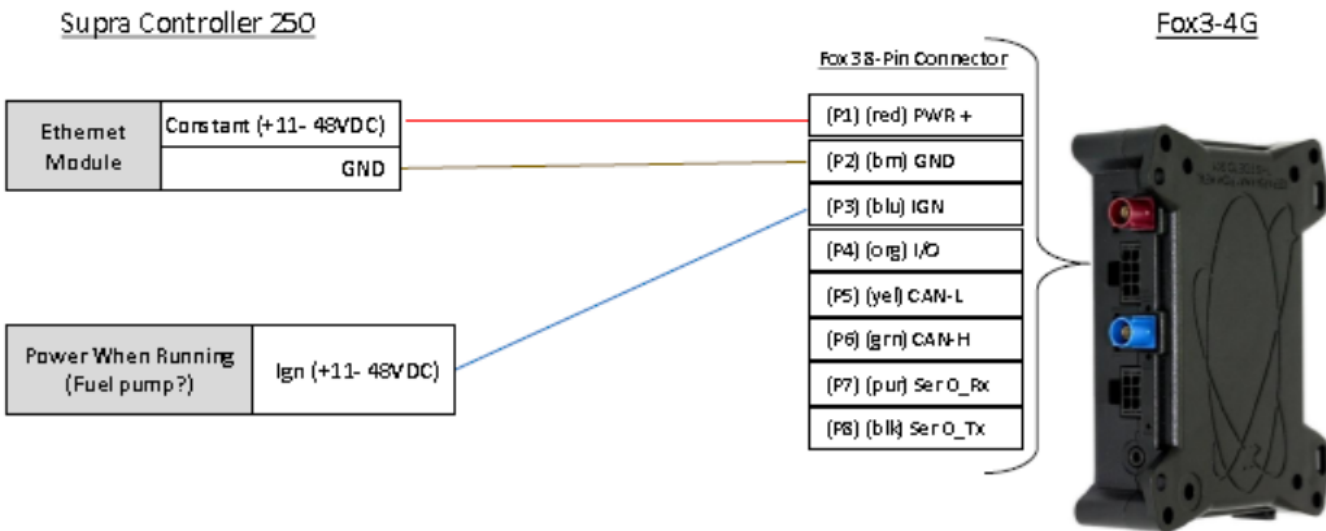 Supra Controller 250
Fox3-4G
Fox3 8-Pin Connector
Ethernet
Module
Constant (+11- 48VDC)
GND
(P1) (red) PWR +
(P2) (brn) GND
(P3) (blu) IGN
(P4) (org) I/O
(P5) (yel) CAN-L
(P6) (grn) CAN-H
(P7) (pur) Ser0_Rx
(P8) (blk) Ser0_Tx
Power When Running
(Fuel pump?)
Ign (+11- 48VDC)